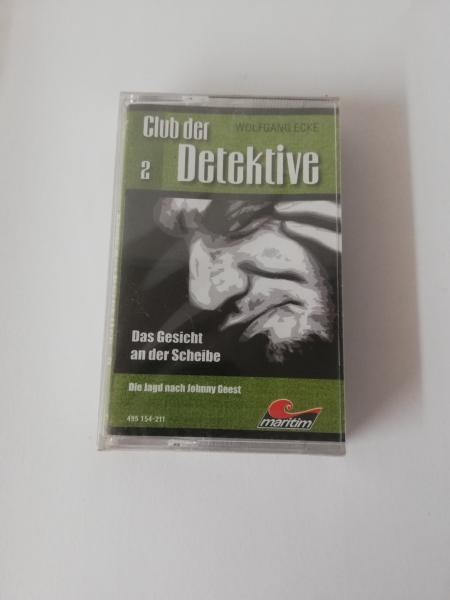 Club der
WOLFGANG ECKE
2
Detektive
Das Gesicht
an der Scheibe
Die Jagd nach Johnny Geest
495 154-211
maritim